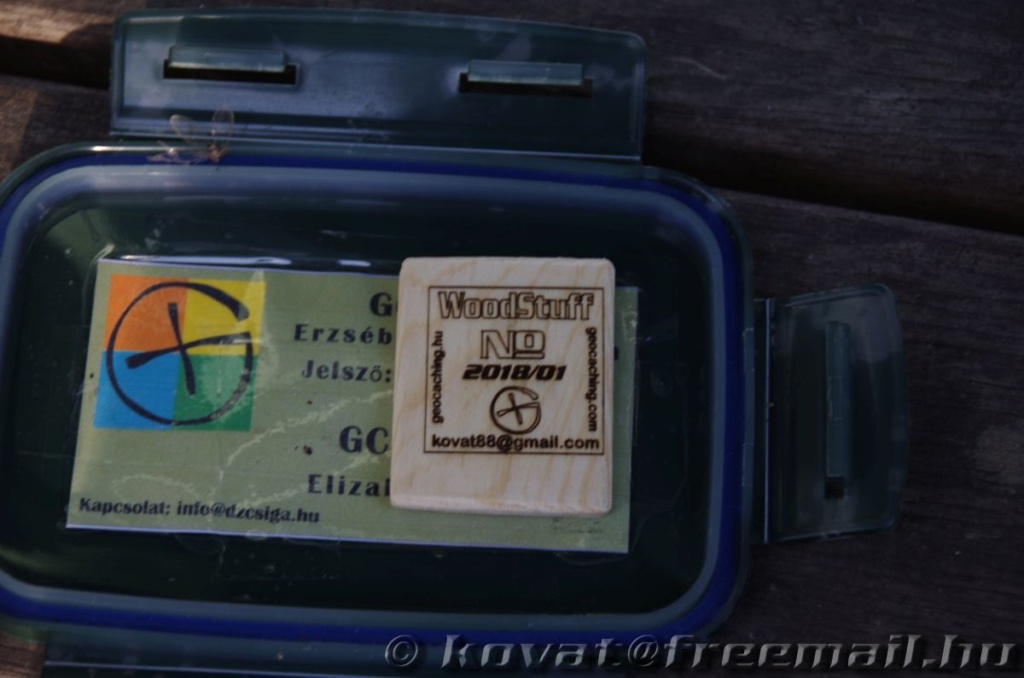 G
Erzséb
Jelsző:
GC
Elizal
Kapcsolat: info@dzcsiga.hu
WoodStuff
No
2018/01
geocaching.hu
geocaching.com
kovat88@gmail.com
© kovat@freemail.hu